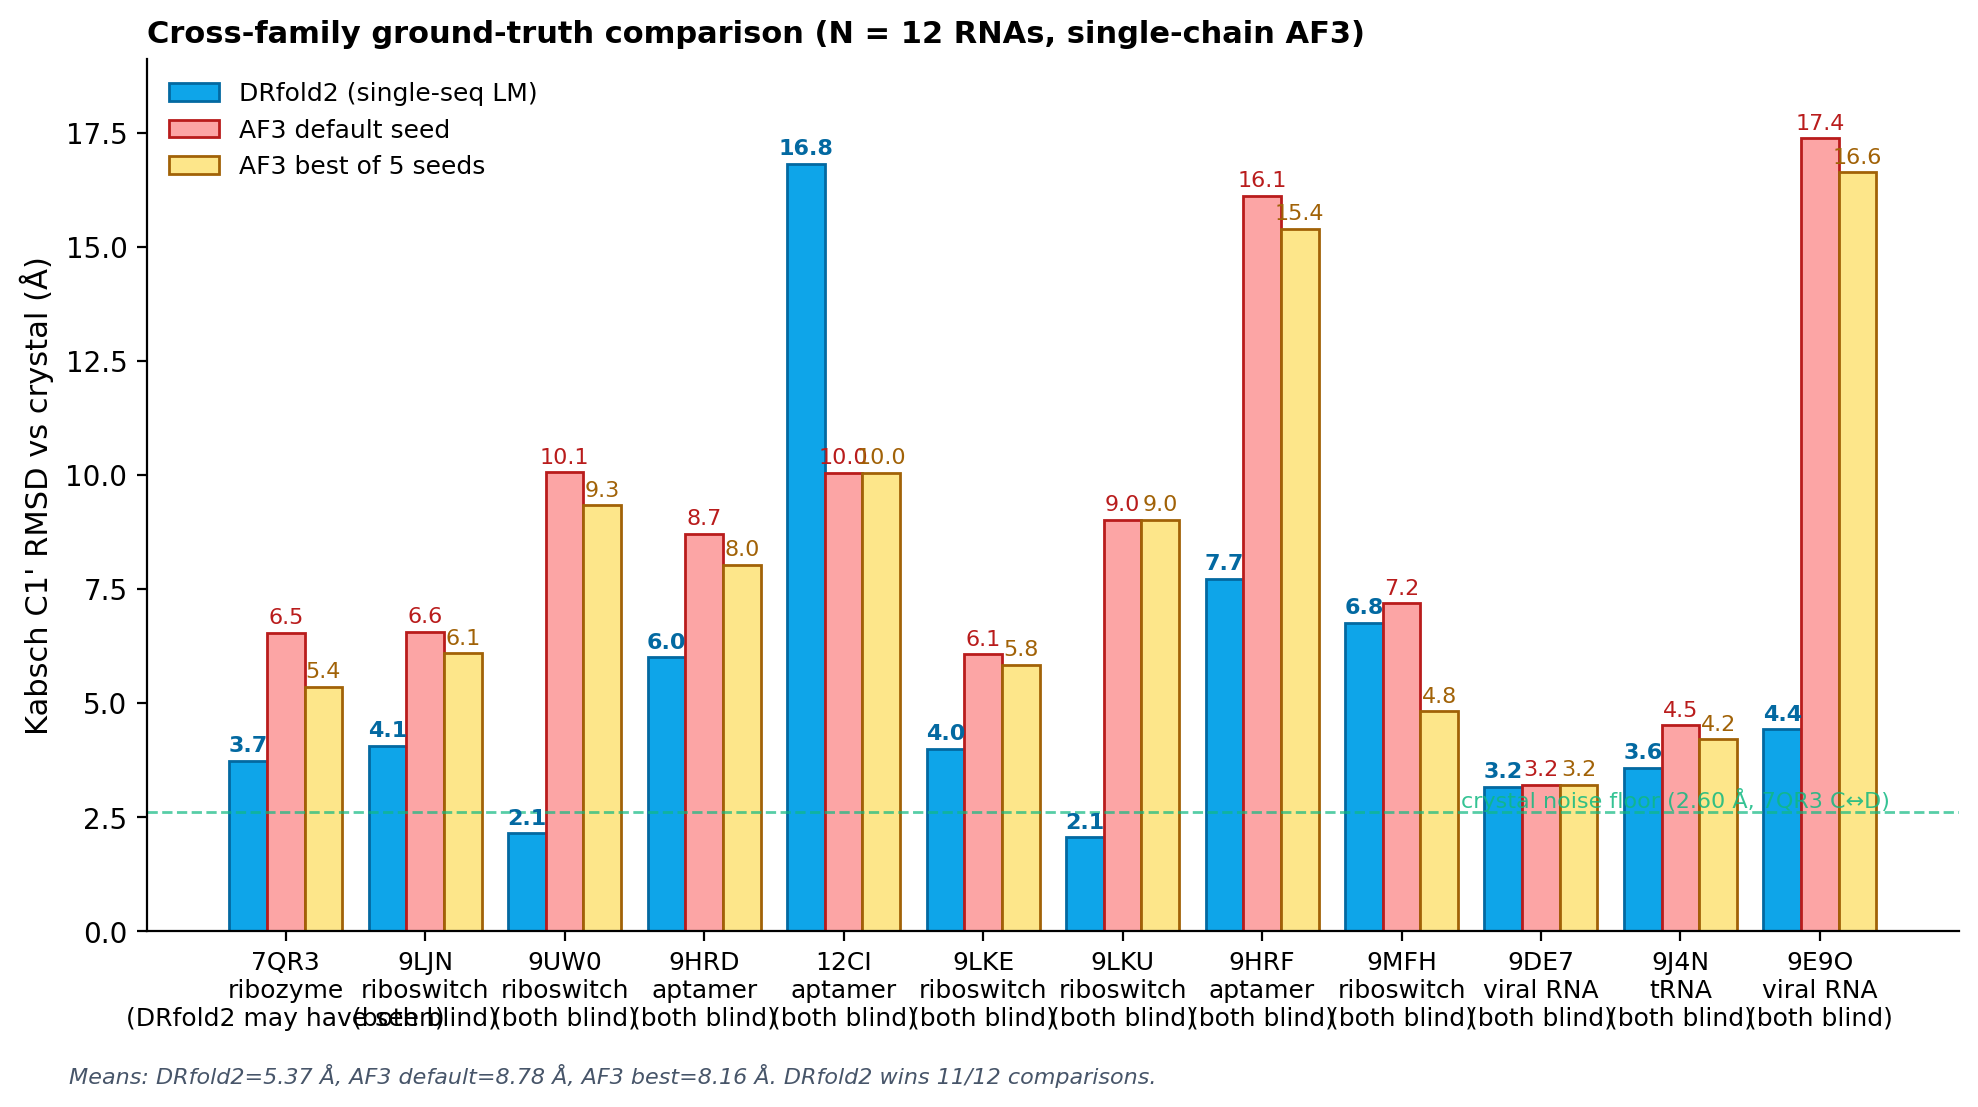 Cross-family ground-truth comparison (N = 12 RNAs, single-chain AF3)
DRfold2 (single-seq LM)
AF3 default seed
AF3 best of 5 seeds
Kabsch C1' RMSD vs crystal (Å)
17.5
15.0
12.5
10.0
7.5
5.0
2.5
0.0
3.7 6.5 5.4
4.1 6.6 6.1
2.1 10.1 9.3
6.0 8.7 8.0
16.8 10.0 10.0
4.0 6.1 5.8
2.1 9.0 9.0
7.7 16.1 15.4
6.8 7.2 4.8
3.2 3.2 3.2
3.6 4.5 4.2
4.4 17.4 16.6
crystal noise floor (2.60 Å, 7QR3 C↔D)
7QR3 9LJN 9UW0 9HRD 12CI 9LKE 9LKU 9HRF 9MFH 9DE7 9J4N 9E9O
ribozyme riboswitch riboswitch aptamer aptamer riboswitch riboswitch aptamer riboswitch viral RNA tRNA viral RNA
(DRfold2 may have seen) (both blind) (both blind) (both blind) (both blind) (both blind) (both blind) (both blind) (both blind) (both blind) (both blind) (both blind)
Means: DRfold2=5.37 Å, AF3 default=8.78 Å, AF3 best=8.16 Å. DRfold2 wins 11/12 comparisons.